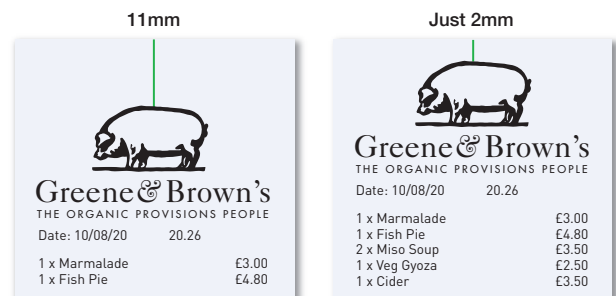 11mm
Greene & Brown's
THE ORGANIC PROVISIONS PEOPLE
Date: 10/08/20 20.26
1 x Marmalade £3.00
1 x Fish Pie £4.80
Just 2mm
Greene & Brown's
THE ORGANIC PROVISIONS PEOPLE
Date: 10/08/20 20.26
1 x Marmalade £3.00
1 x Fish Pie £4.80
2 x Miso Soup £3.50
1 x Veg Gyoza £2.50
1 x Cider £3.50